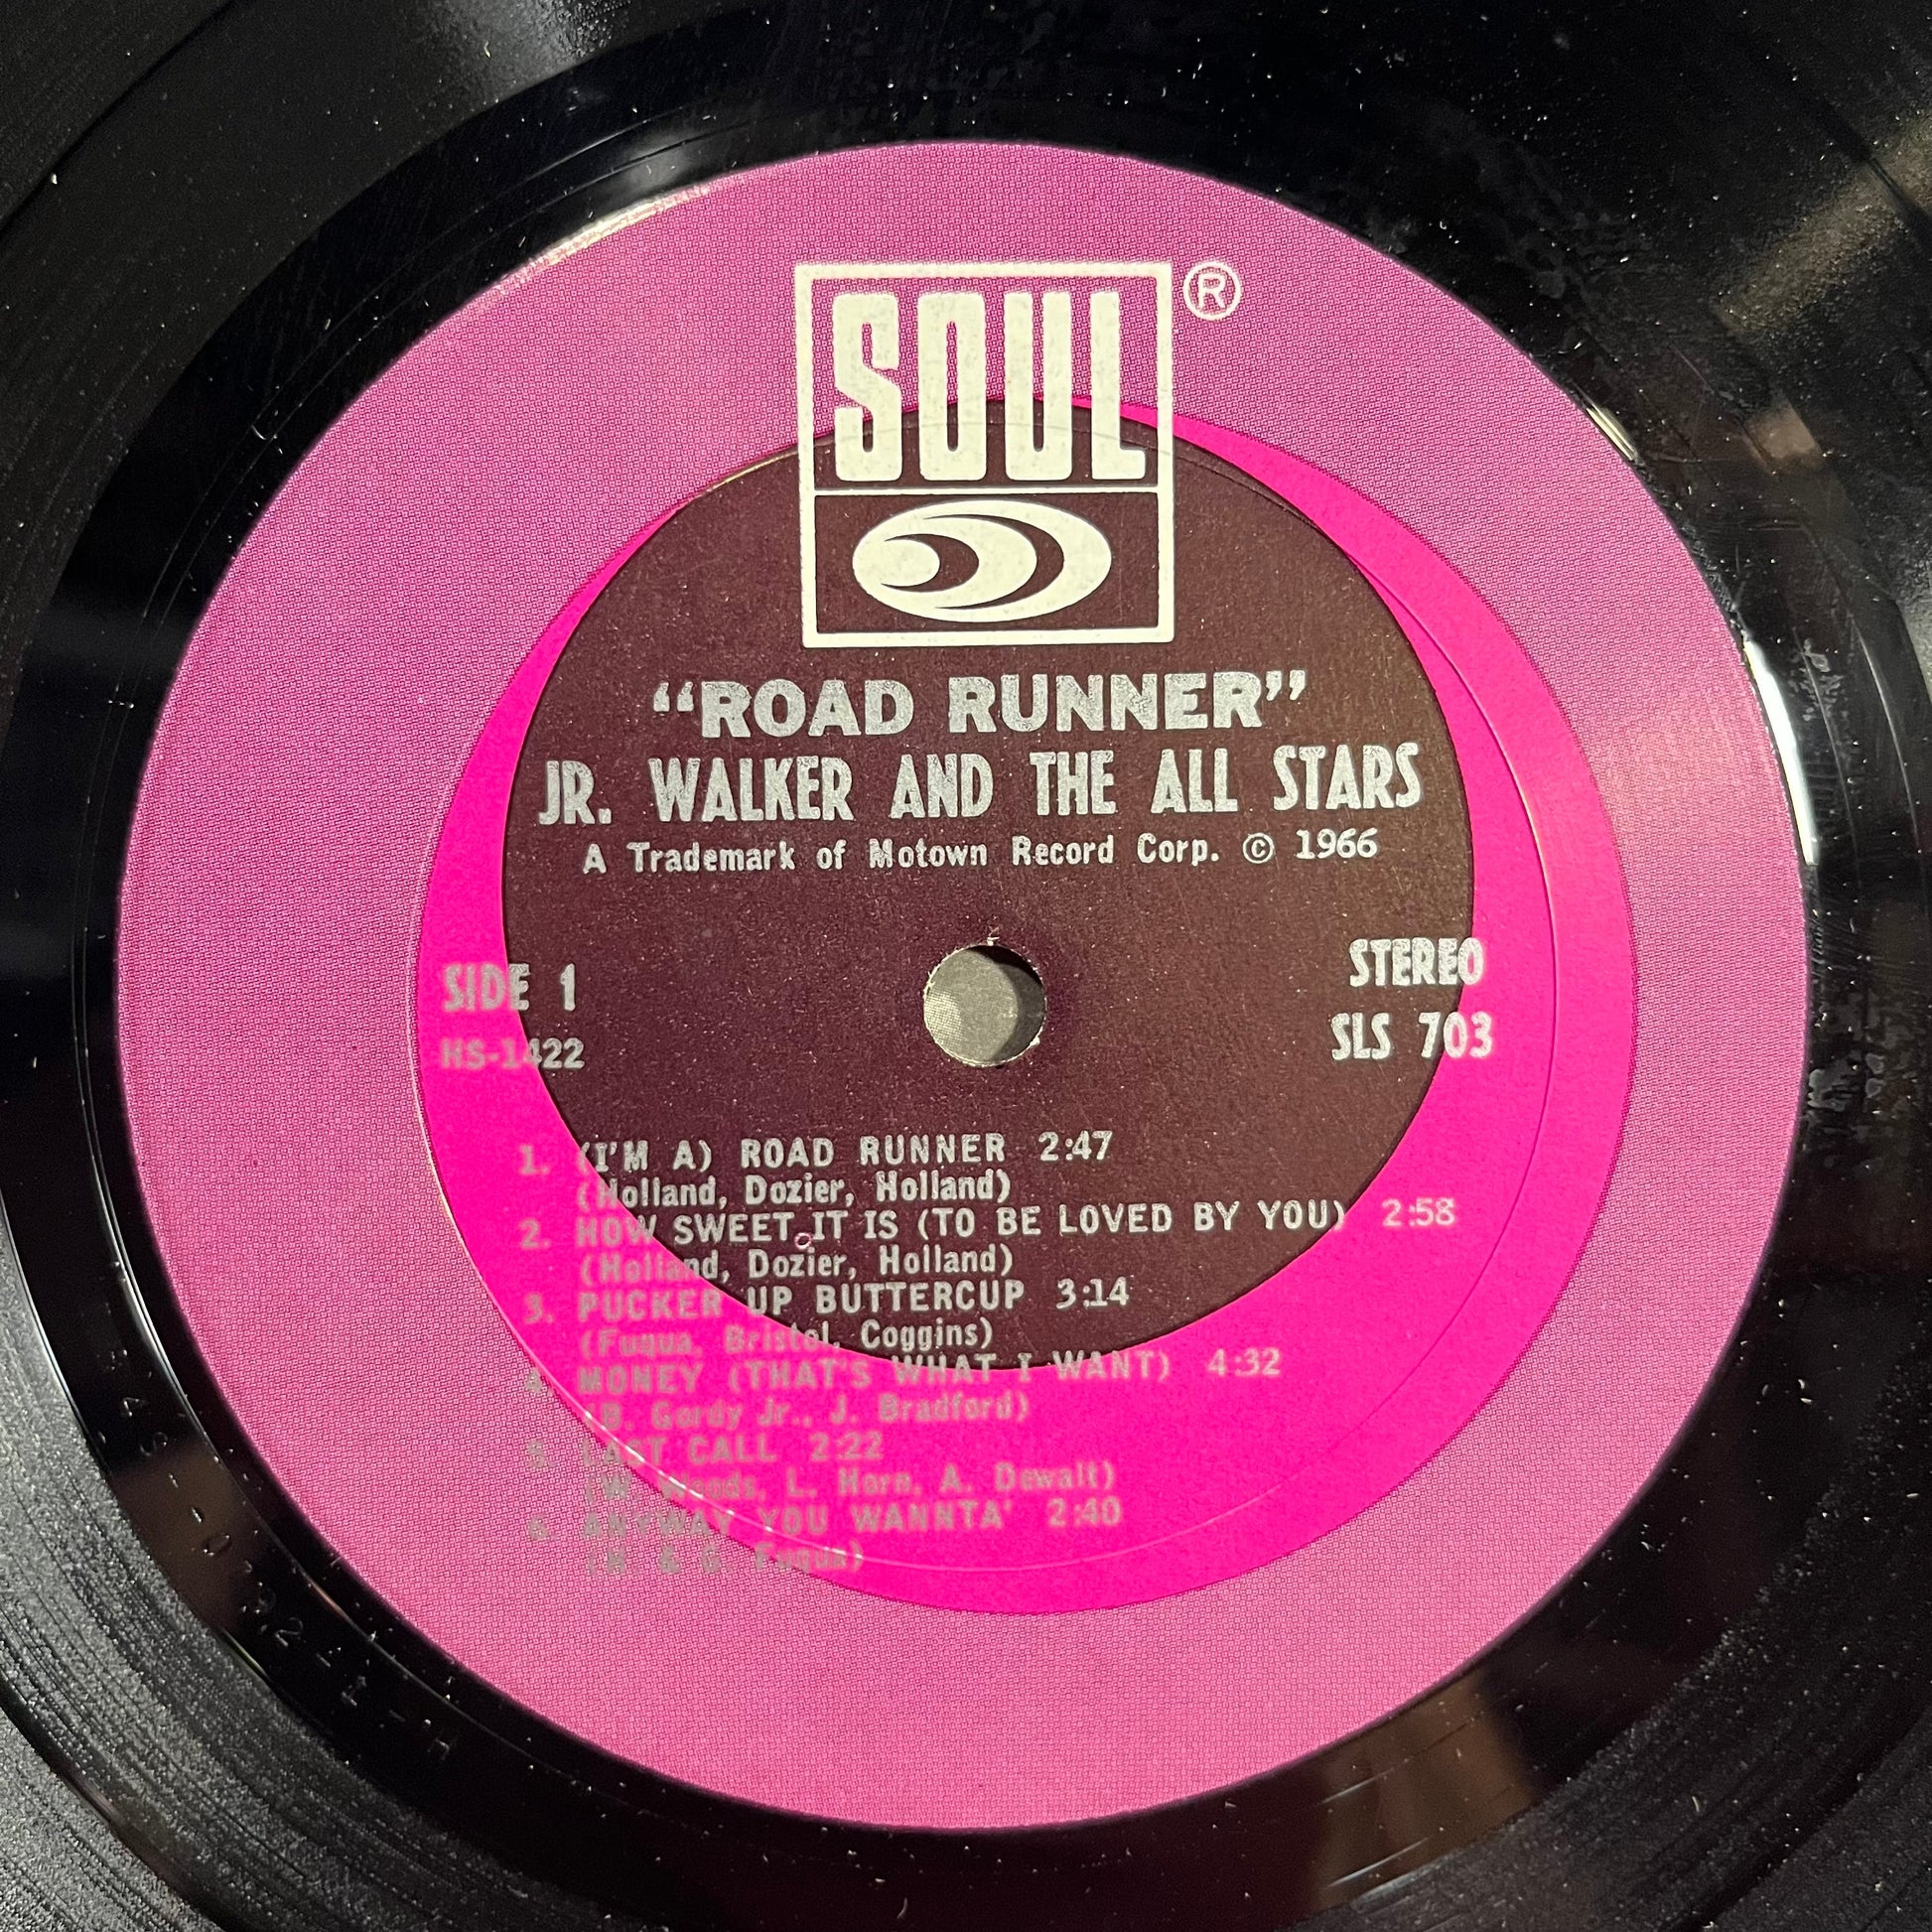 SOUL ®
"ROAD RUNNER"
JR. WALKER AND THE ALL STARS
A Trademark of Motown Record Corp. © 1966
SIDE 1
HS-1422
STEREO
SLS 703
1. (I'M A) ROAD RUNNER 2:47
(Holland, Dozier, Holland)
2. HOW SWEET IT IS (TO BE LOVED BY YOU) 2:58
(Holland, Dozier, Holland)
3. PUCKER UP BUTTERCUP 3:14
(Fuqua, Bristol, Coggins)
4. MONEY (THAT'S WHAT I WANT) 4:32
(B. Gordy Jr., J. Bradford)
5. LAST CALL 2:22
(W. Woods, L. Horn, A. Dewalt)
6. ANYWAY YOU WANNTA' 2:40
(H. & G. Fuqua)